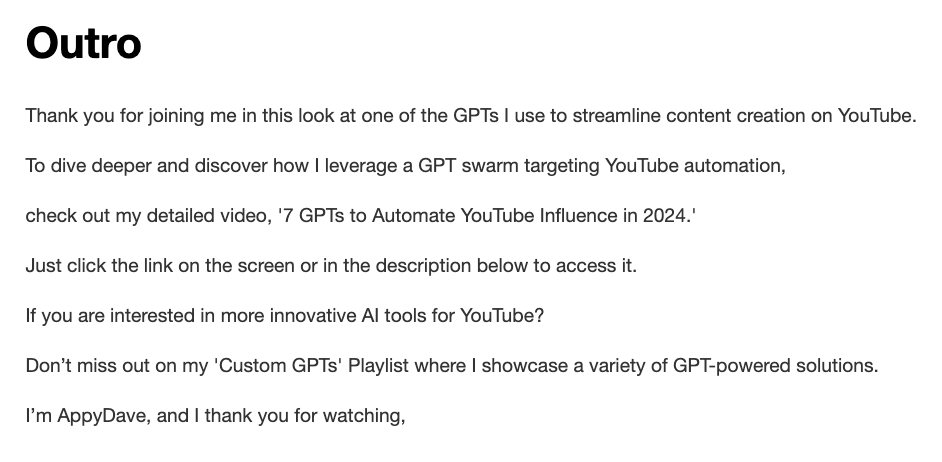 Outro
Thank you for joining me in this look at one of the GPTs I use to streamline content creation on YouTube.
To dive deeper and discover how I leverage a GPT swarm targeting YouTube automation,
check out my detailed video, '7 GPTs to Automate YouTube Influence in 2024.'
Just click the link on the screen or in the description below to access it.
If you are interested in more innovative AI tools for YouTube?
Don’t miss out on my 'Custom GPTs' Playlist where I showcase a variety of GPT-powered solutions.
I’m AppyDave, and I thank you for watching,